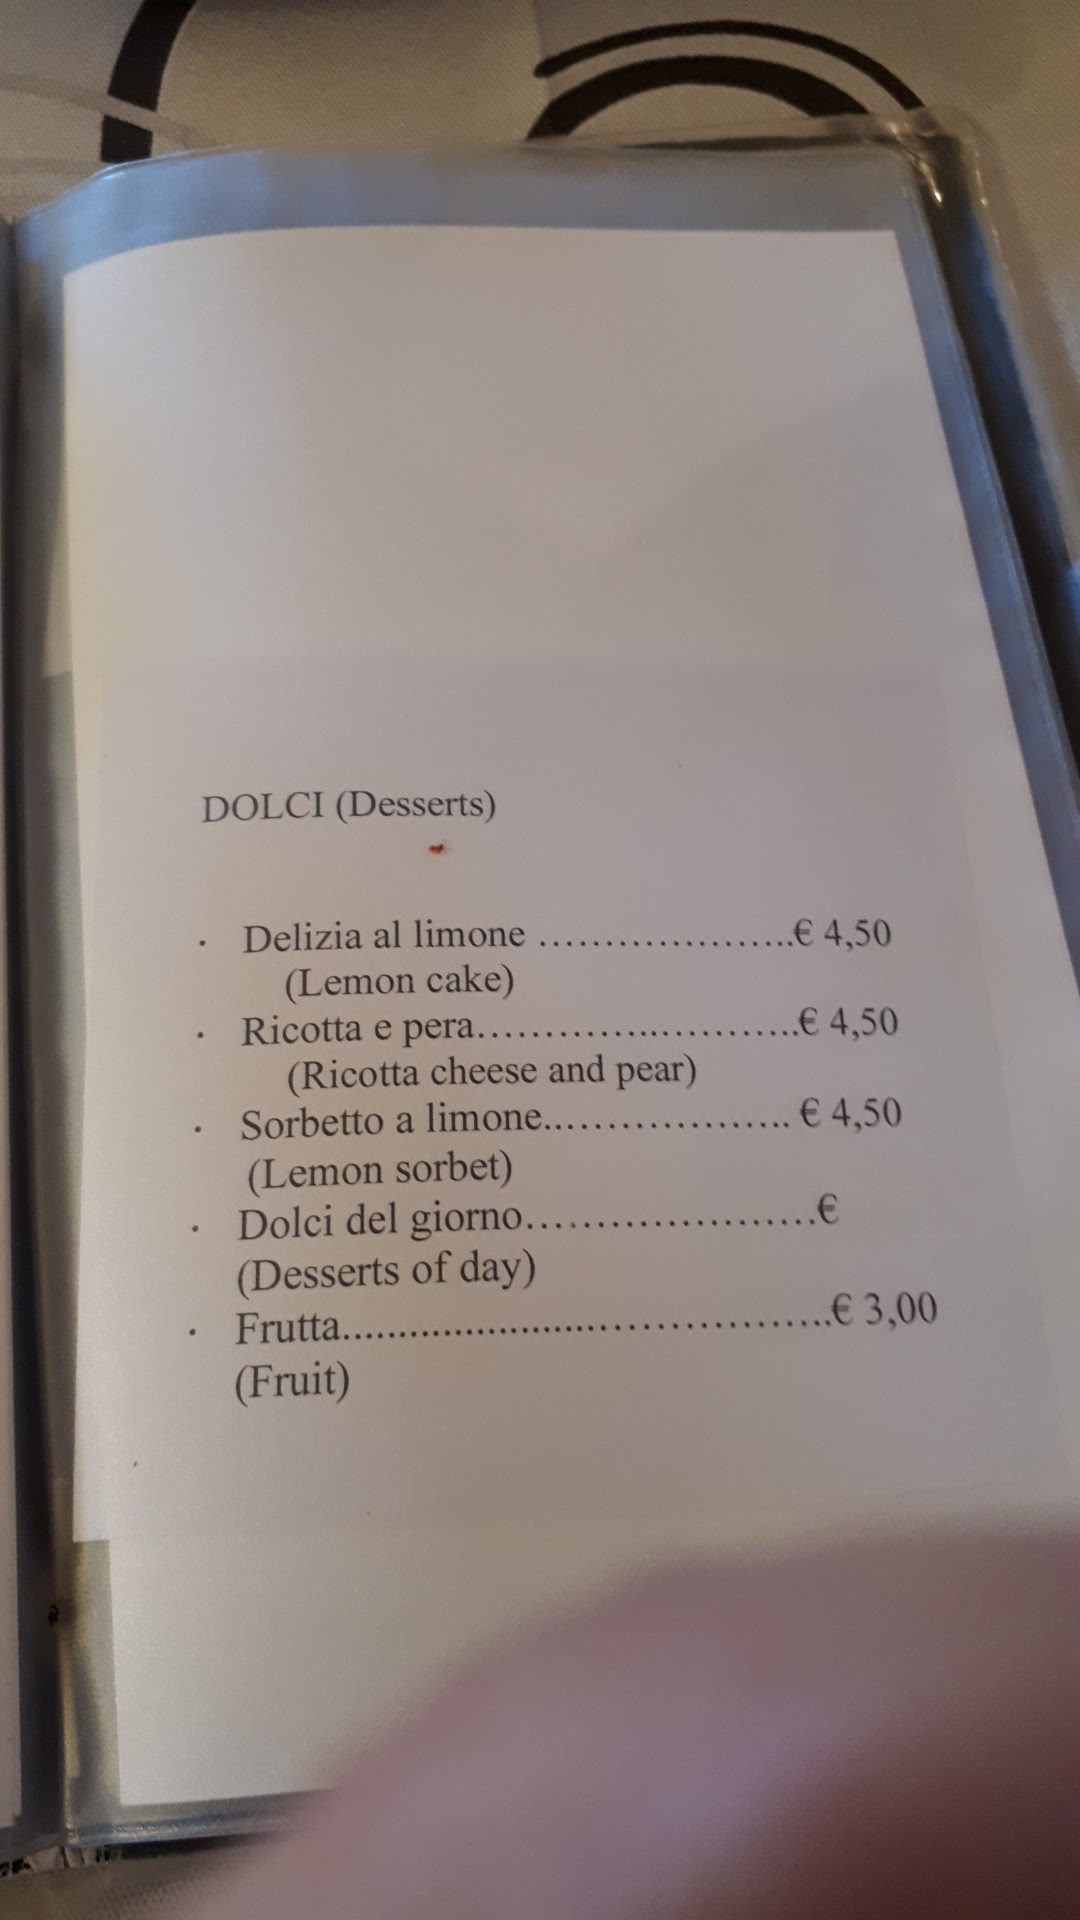 DOLCI (Desserts)
· Delizia al limone ....................€ 4,50
(Lemon cake)
· Ricotta e pera..........................€ 4,50
(Ricotta cheese and pear)
· Sorbetto a limone..................... € 4,50
(Lemon sorbet)
· Dolci del giorno......................€
(Desserts of day)
· Frutta..........................................€ 3,00
(Fruit)